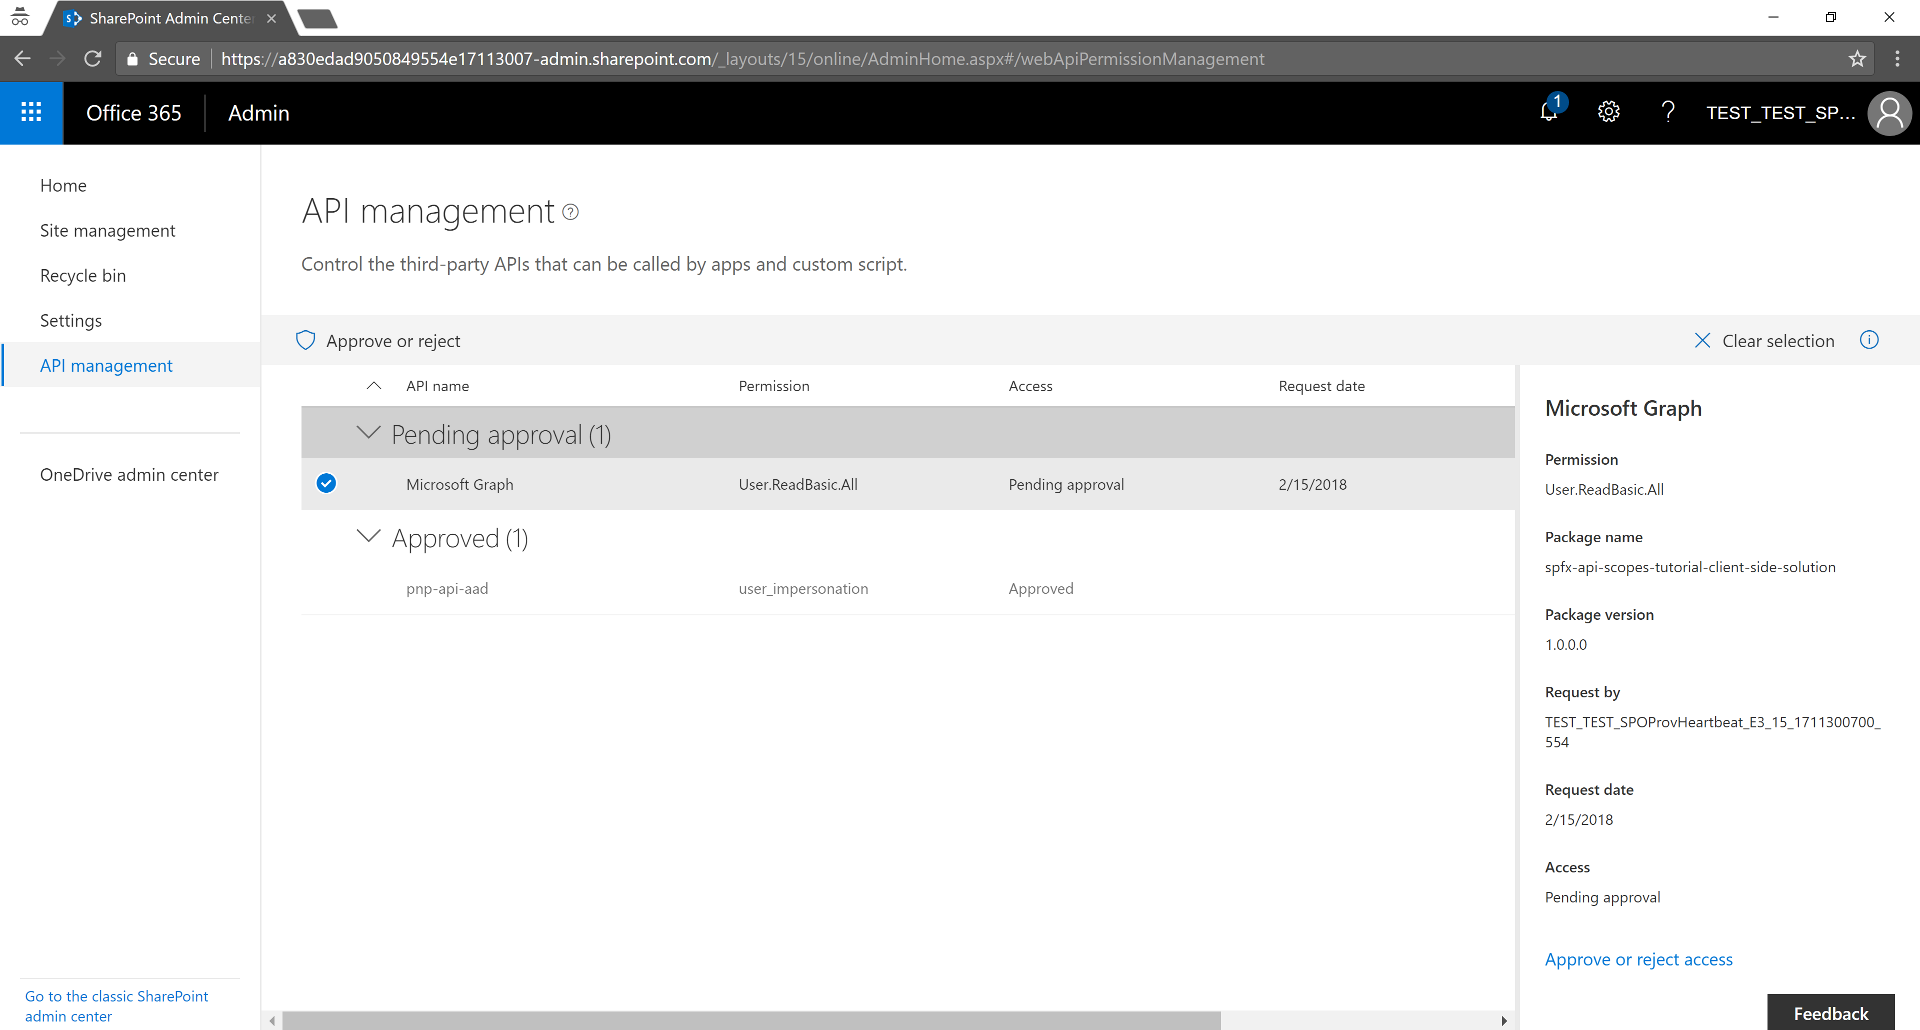 SharePoint Admin Cente
Secure https://a830edad9050849554e17113007-admin.sharepoint.com/_layouts/15/online/AdminHome.aspx#/webApiPermissionManagement
Office 365 Admin 1 ? TEST_TEST_SP...
Home
Site management
Recycle bin
Settings
API management
OneDrive admin center
Go to the classic SharePoint
admin center
API management ?
Control the third-party APIs that can be called by apps and custom script.
Approve or reject Clear selection
API name Permission Access Request date
Pending approval (1)
Microsoft Graph User.ReadBasic.All Pending approval 2/15/2018
Approved (1)
pnp-api-aad user_impersonation Approved
Microsoft Graph
Permission
User.ReadBasic.All
Package name
spfx-api-scopes-tutorial-client-side-solution
Package version
1.0.0.0
Request by
TEST_TEST_SPOProvHeartbeat_E3_15_1711300700_
554
Request date
2/15/2018
Access
Pending approval
Approve or reject access
Feedback